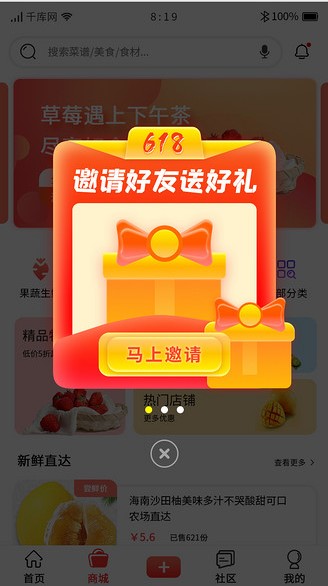 千库网
8:19
100%
搜索菜谱/美食/食材...
草莓遇上下午茶
618
邀请好友送好礼
果蔬生
部分类
精品
低价5折
马上邀请
热门店铺
更多优惠
新鲜直达
查看更多 >
尝鲜价
海南沙田柚美味多汁不哭酸甜可口
农场直达
¥5.6 已售621份
首页
商城
社区
我的